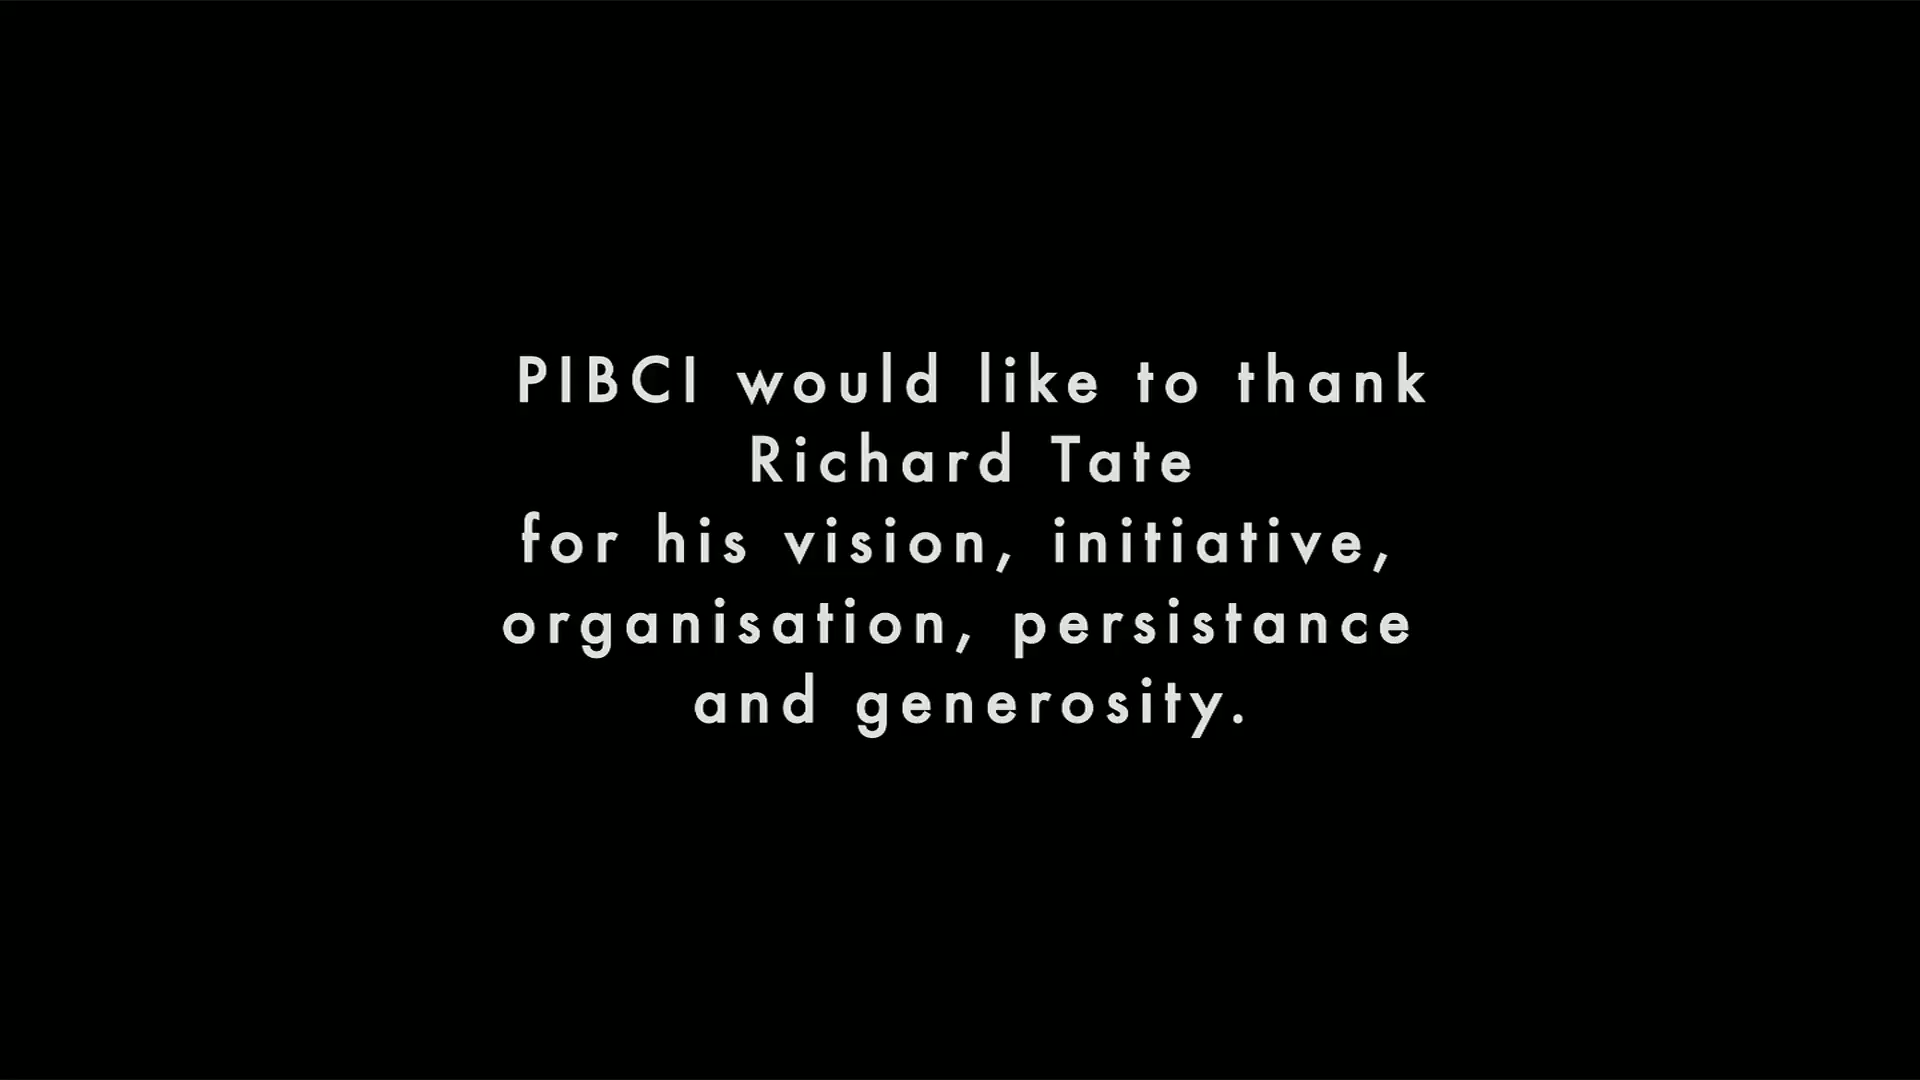 PIBCI would like to thank
Richard Tate
for his vision, initiative,
organisation, persistance
and generosity.